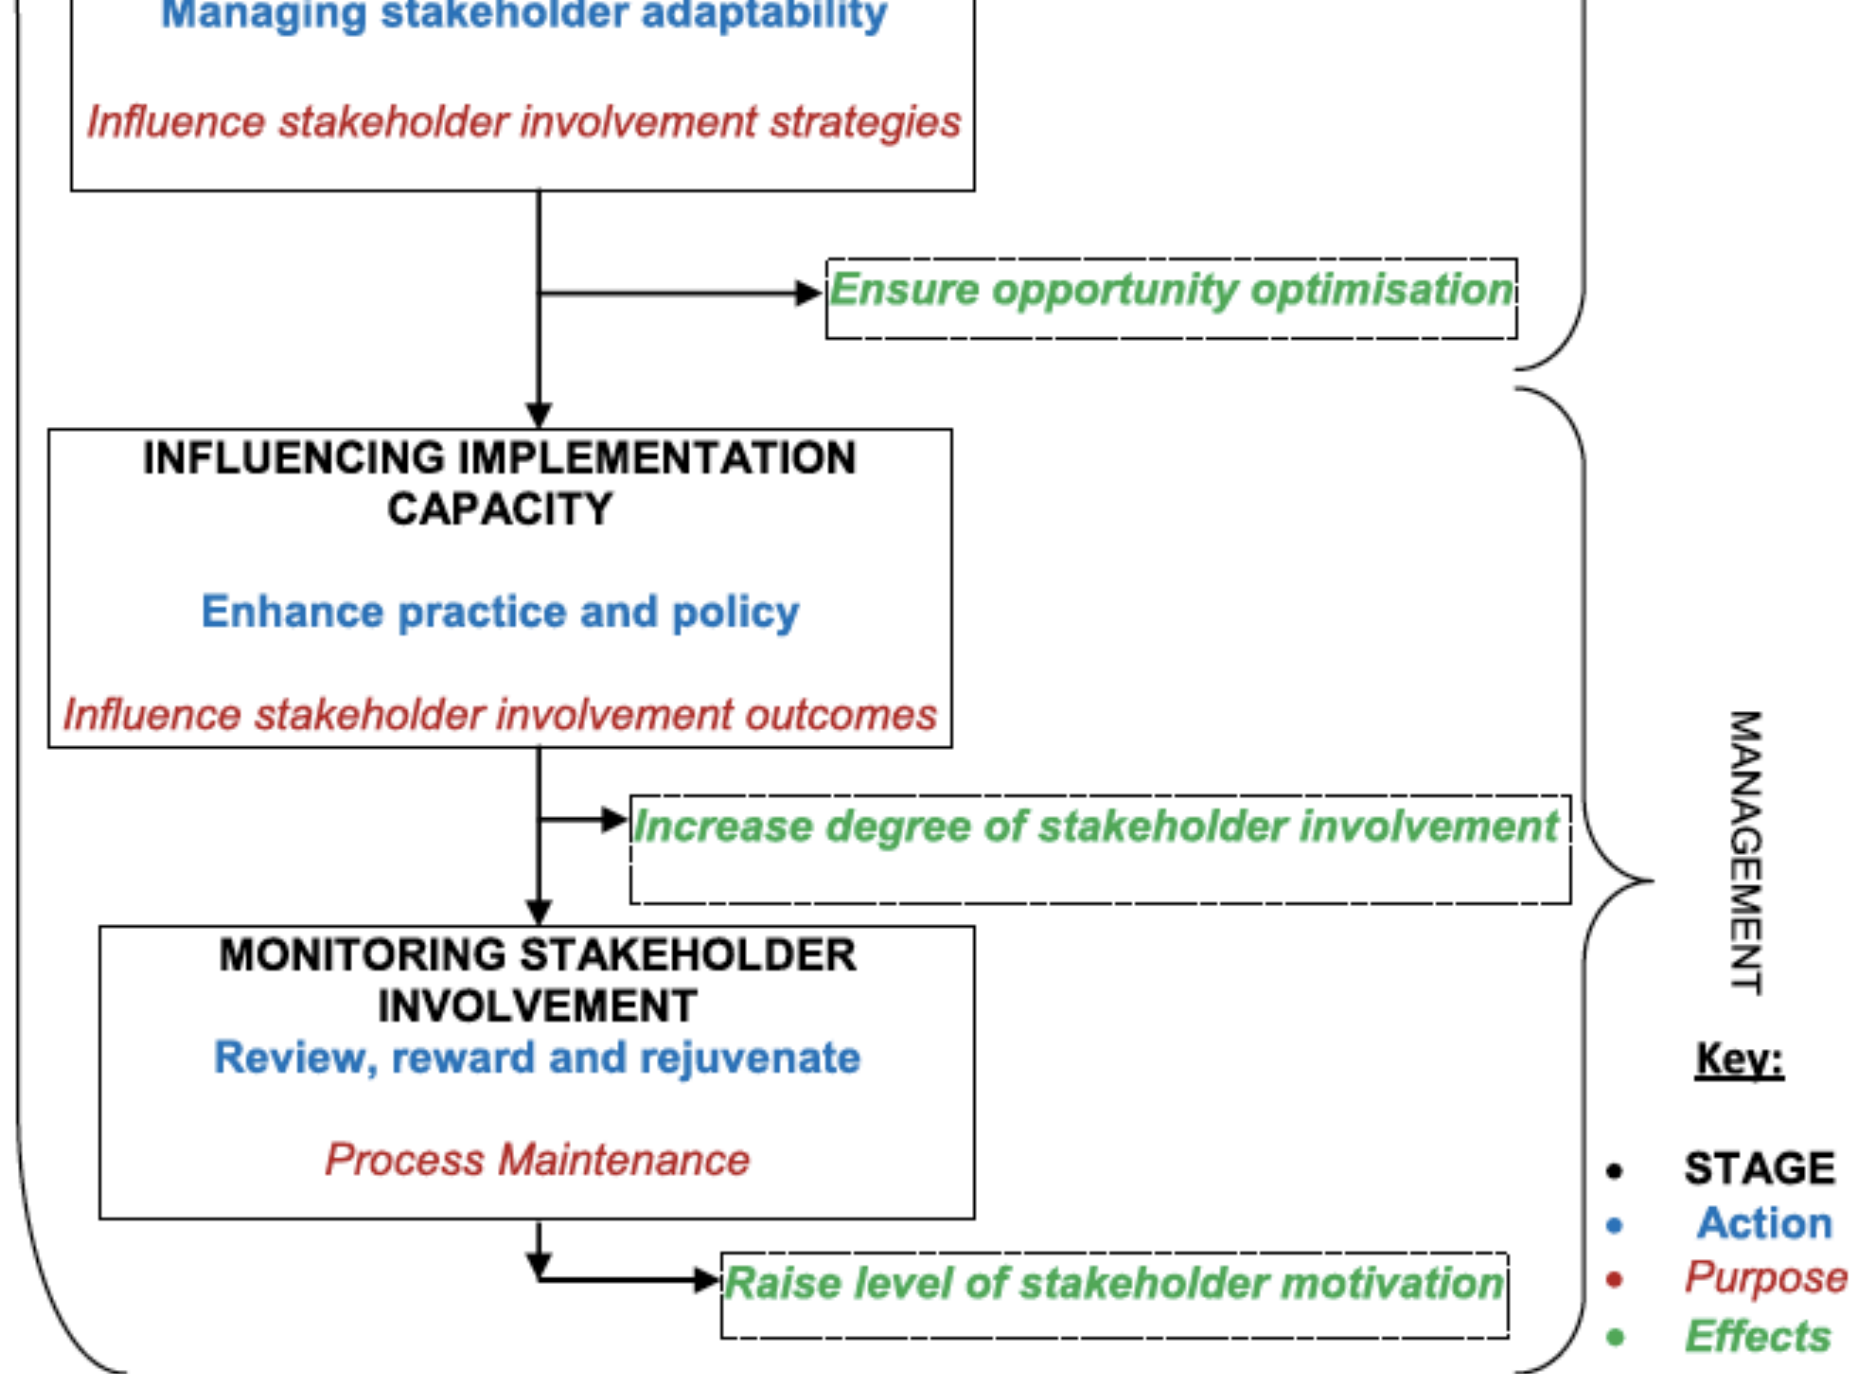 Managing stakeholder adaptability
Influence stakeholder involvement strategies
Ensure opportunity optimisation
INFLUENCING IMPLEMENTATION
CAPACITY
Enhance practice and policy
Influence stakeholder involvement outcomes
Increase degree of stakeholder involvement
MONITORING STAKEHOLDER
INVOLVEMENT
Review, reward and rejuvenate
Process Maintenance
Raise level of stakeholder motivation
MANAGEMENT
Key:
• STAGE
• Action
• Purpose
• Effects